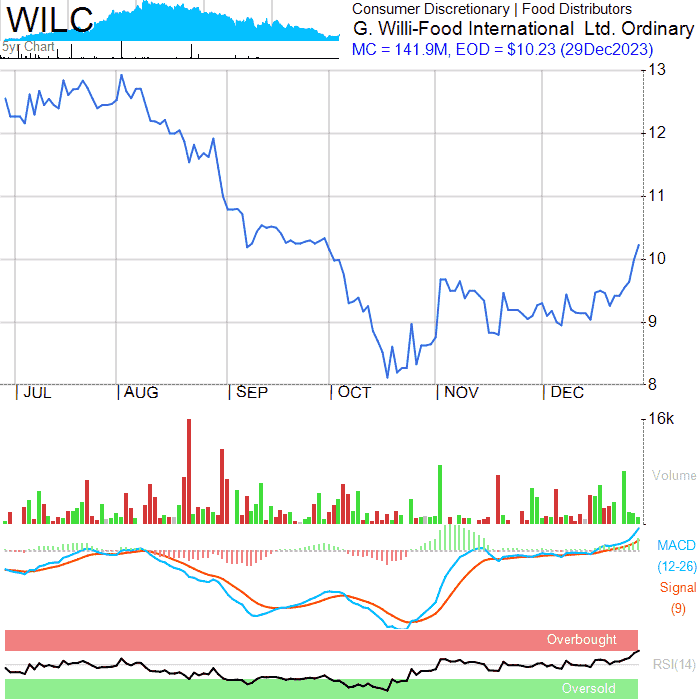 WILC
5yr Chart
Consumer Discretionary | Food Distributors
G. Willi-Food International Ltd. Ordinary
MC = 141.9M, EOD = $10.23 (29Dec2023)
13
12
11
10
9
8
JUL AUG SEP OCT NOV DEC
16k
Volume
MACD
(12-26)
Signal
(9)
Overbought
RSI(14)
Oversold